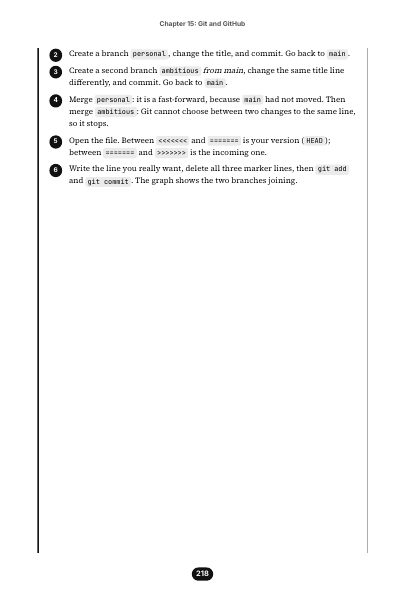 Chapter 15: Git and GitHub
2 Create a branch personal, change the title, and commit. Go back to main.
3 Create a second branch ambitious from main, change the same title line
differently, and commit. Go back to main.
4 Merge personal: it is a fast-forward, because main had not moved. Then
merge ambitious: Git cannot choose between two changes to the same line,
so it stops.
5 Open the file. Between <<<<<<< and ======= is your version (HEAD);
between ======= and >>>>>>> is the incoming one.
6 Write the line you really want, delete all three marker lines, then git add
and git commit. The graph shows the two branches joining.
218